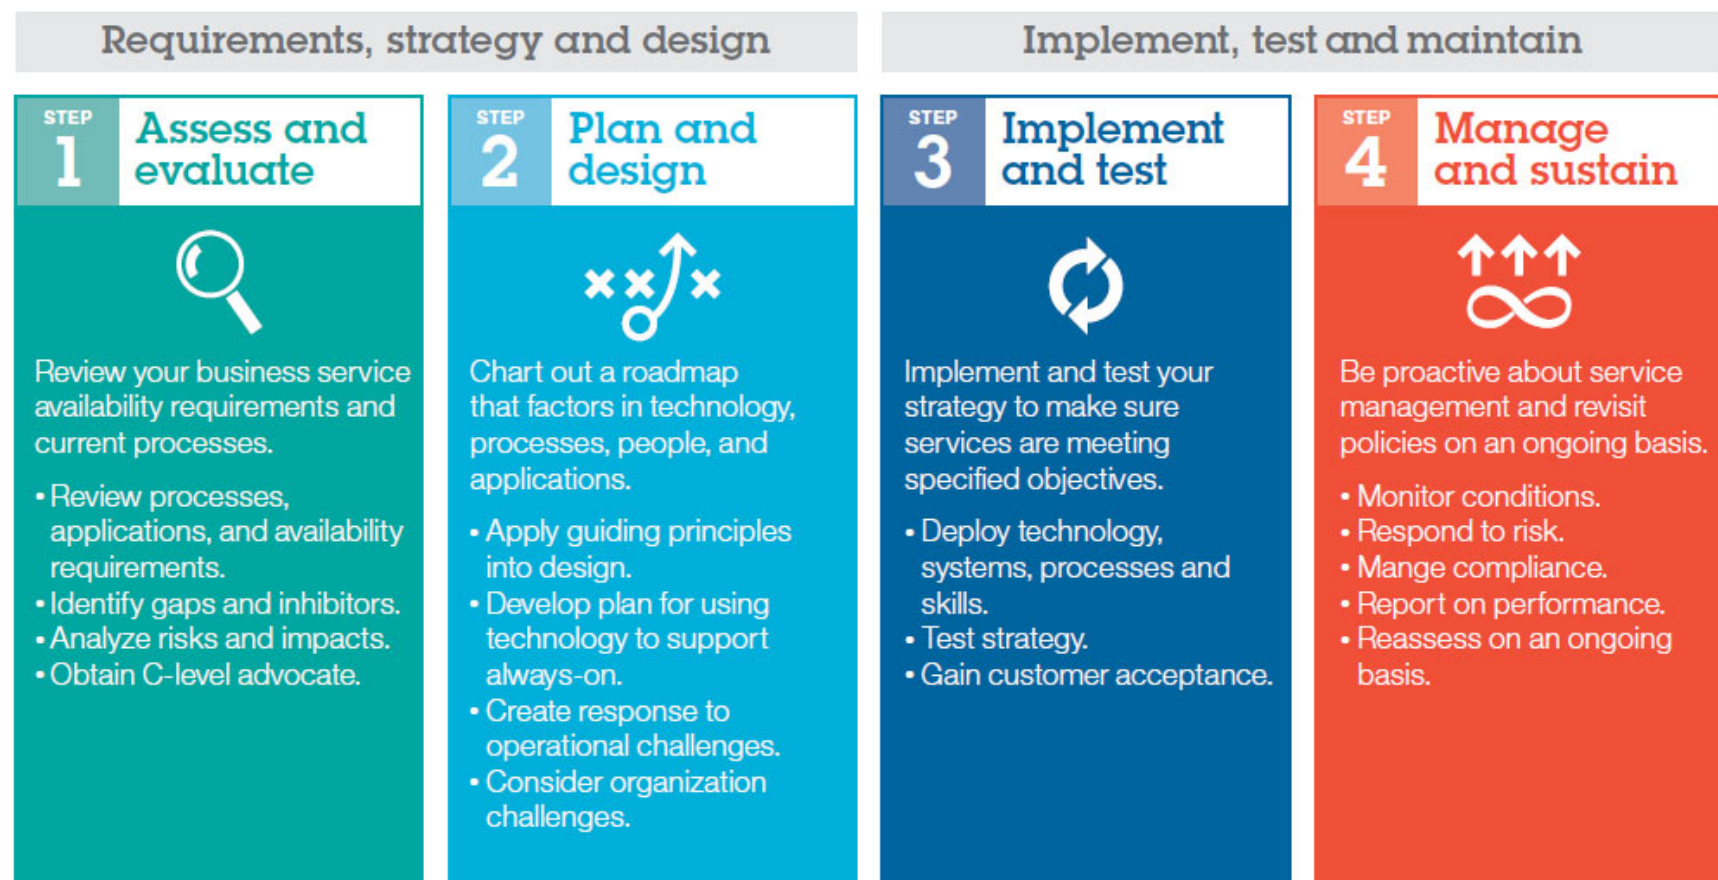 Requirements, strategy and design
Implement, test and maintain
STEP
1
Assess and
evaluate
Review your business service
availability requirements and
current processes.
• Review processes,
applications, and availability
requirements.
• Identify gaps and inhibitors.
• Analyze risks and impacts.
• Obtain C-level advocate.
STEP
2
Plan and
design
Chart out a roadmap
that factors in technology,
processes, people, and
applications.
• Apply guiding principles
into design.
• Develop plan for using
technology to support
always-on.
• Create response to
operational challenges.
• Consider organization
challenges.
STEP
3
Implement
and test
Implement and test your
strategy to make sure
services are meeting
specified objectives.
• Deploy technology,
systems, processes and
skills.
• Test strategy.
• Gain customer acceptance.
STEP
4
Manage
and sustain
Be proactive about service
management and revisit
policies on an ongoing basis.
• Monitor conditions.
• Respond to risk.
• Mange compliance.
• Report on performance.
• Reassess on an ongoing
basis.